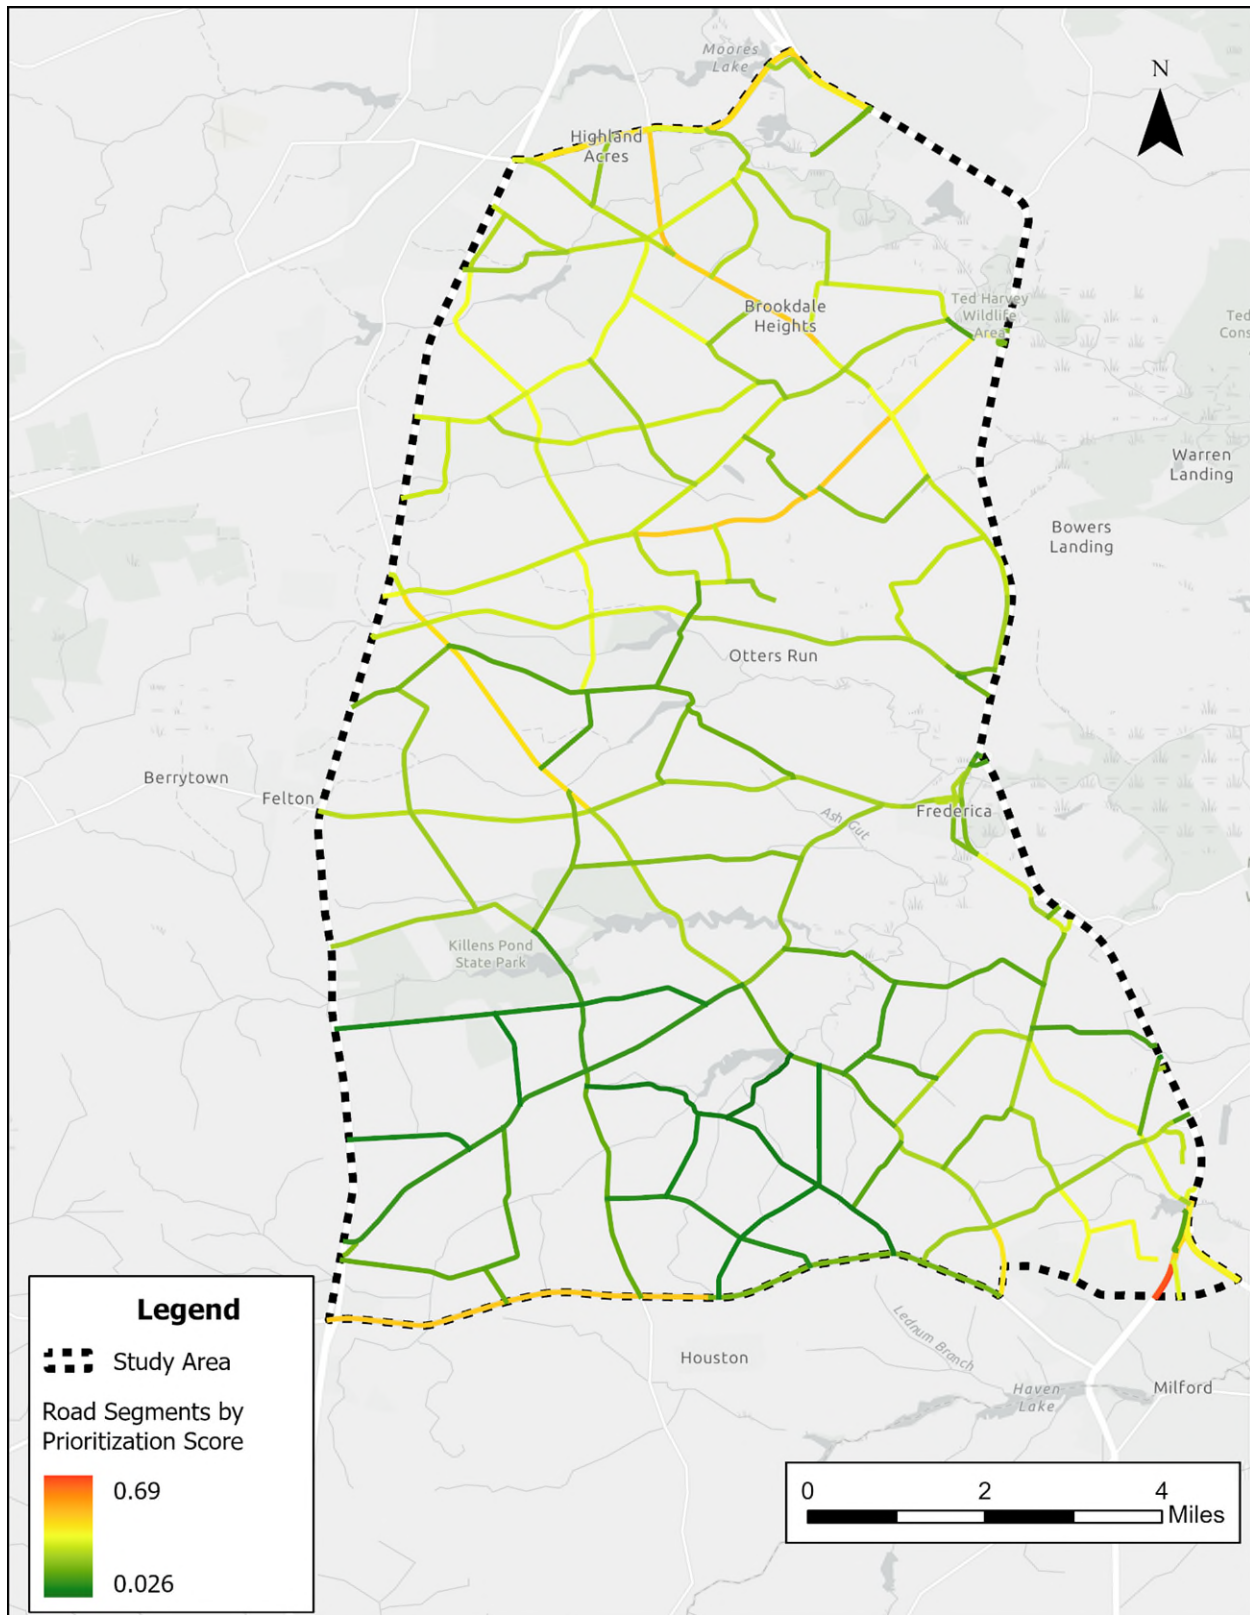 Moores
Lake
N
Highland
Acres
Ted Harvey
Wildlife
Area
Brookdale
Heights
Ted
Cons
Warren
Landing
Bowers
Landing
Otters Run
Berrytown
Felton
Ash Gut
Frederica
Killens Pond
State Park
Legend
Study Area
Road Segments by
Prioritization Score
0.69
0.026
Lednum Branch
Houston
Haven
Lake
Milford
0 2 4
Miles